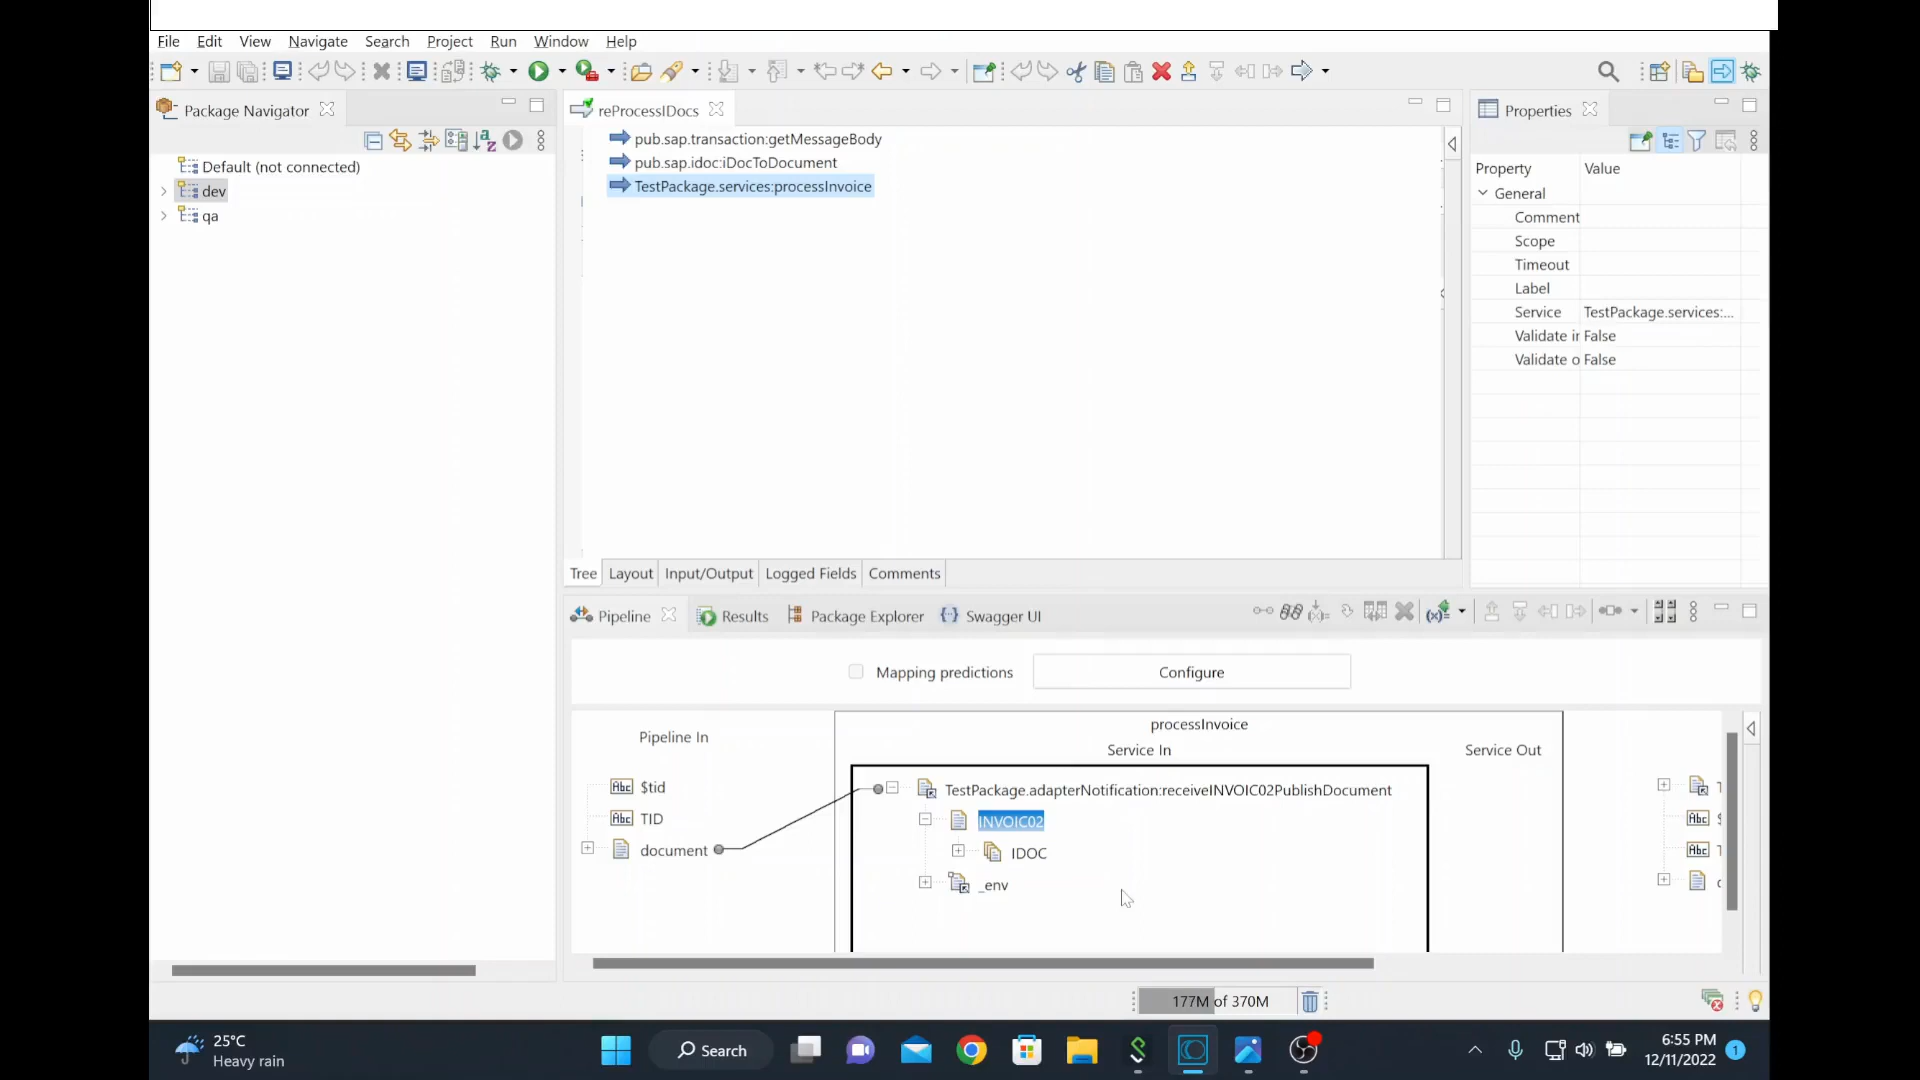 File Edit View Navigate Search Project Run Window Help
Package Navigator
Default (not connected)
dev
qa
reProcessIDocs
pub.sap.transaction:getMessageBody
pub.sap.idoc:iDocToDocument
TestPackage.services:processInvoice
Tree Layout Input/Output Logged Fields Comments
Properties
Property Value
General
Comment
Scope
Timeout
Label
Service TestPackage.services:...
Validate ir False
Validate o False
Pipeline Results Package Explorer Swagger UI
Mapping predictions Configure
processInvoice
Pipeline In Service In Service Out
$tid
TID
document
TestPackage.adapterNotification:receiveINVOIC02PublishDocument
INVOIC02
IDOC
_env
177M of 370M
25°C
Heavy rain
Search
6:55 PM
12/11/2022
1